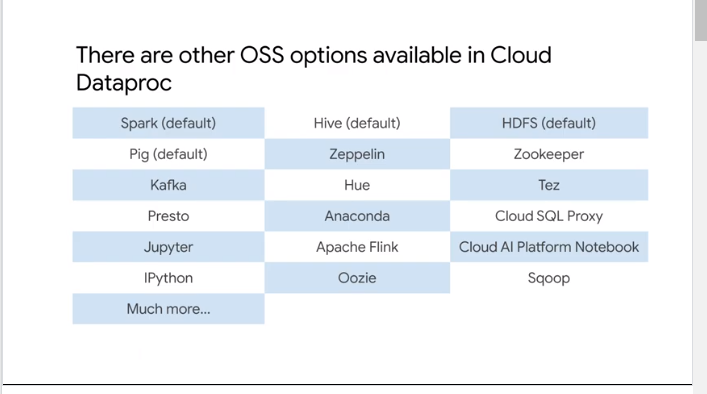 There are other OSS options available in Cloud
Dataproc
Spark (default) Hive (default) HDFS (default)
Pig (default) Zeppelin Zookeeper
Kafka Hue Tez
Presto Anaconda Cloud SQL Proxy
Jupyter Apache Flink Cloud AI Platform Notebook
IPython Oozie Sqoop
Much more...